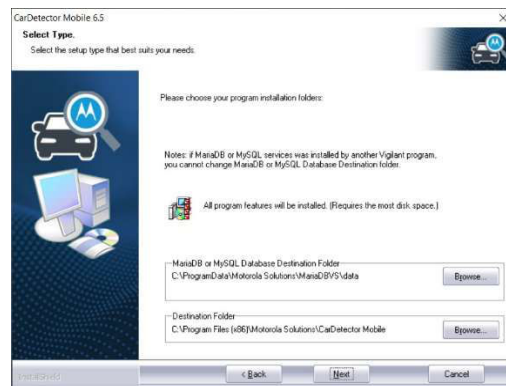 CarDetector Mobile 6.5
Select Type.
Select the setup type that best suits your needs.
Please choose your program installation folders:
Notes: if MariaDB or MySQL services was installed by another Vigilant program,
you cannot change MariaDB or MySQL Database Destination folder.
All program features will be installed. (Requires the most disk space.)
MariaDB or MySQL Database Destination Folder
C:\ProgramData\Motorola Solutions\MariaDBVS\data
Browse...
Destination Folder
C:\Program Files (x86)\Motorola Solutions\CarDetector Mobile
Browse...
InstallShield
< Back
Next
Cancel